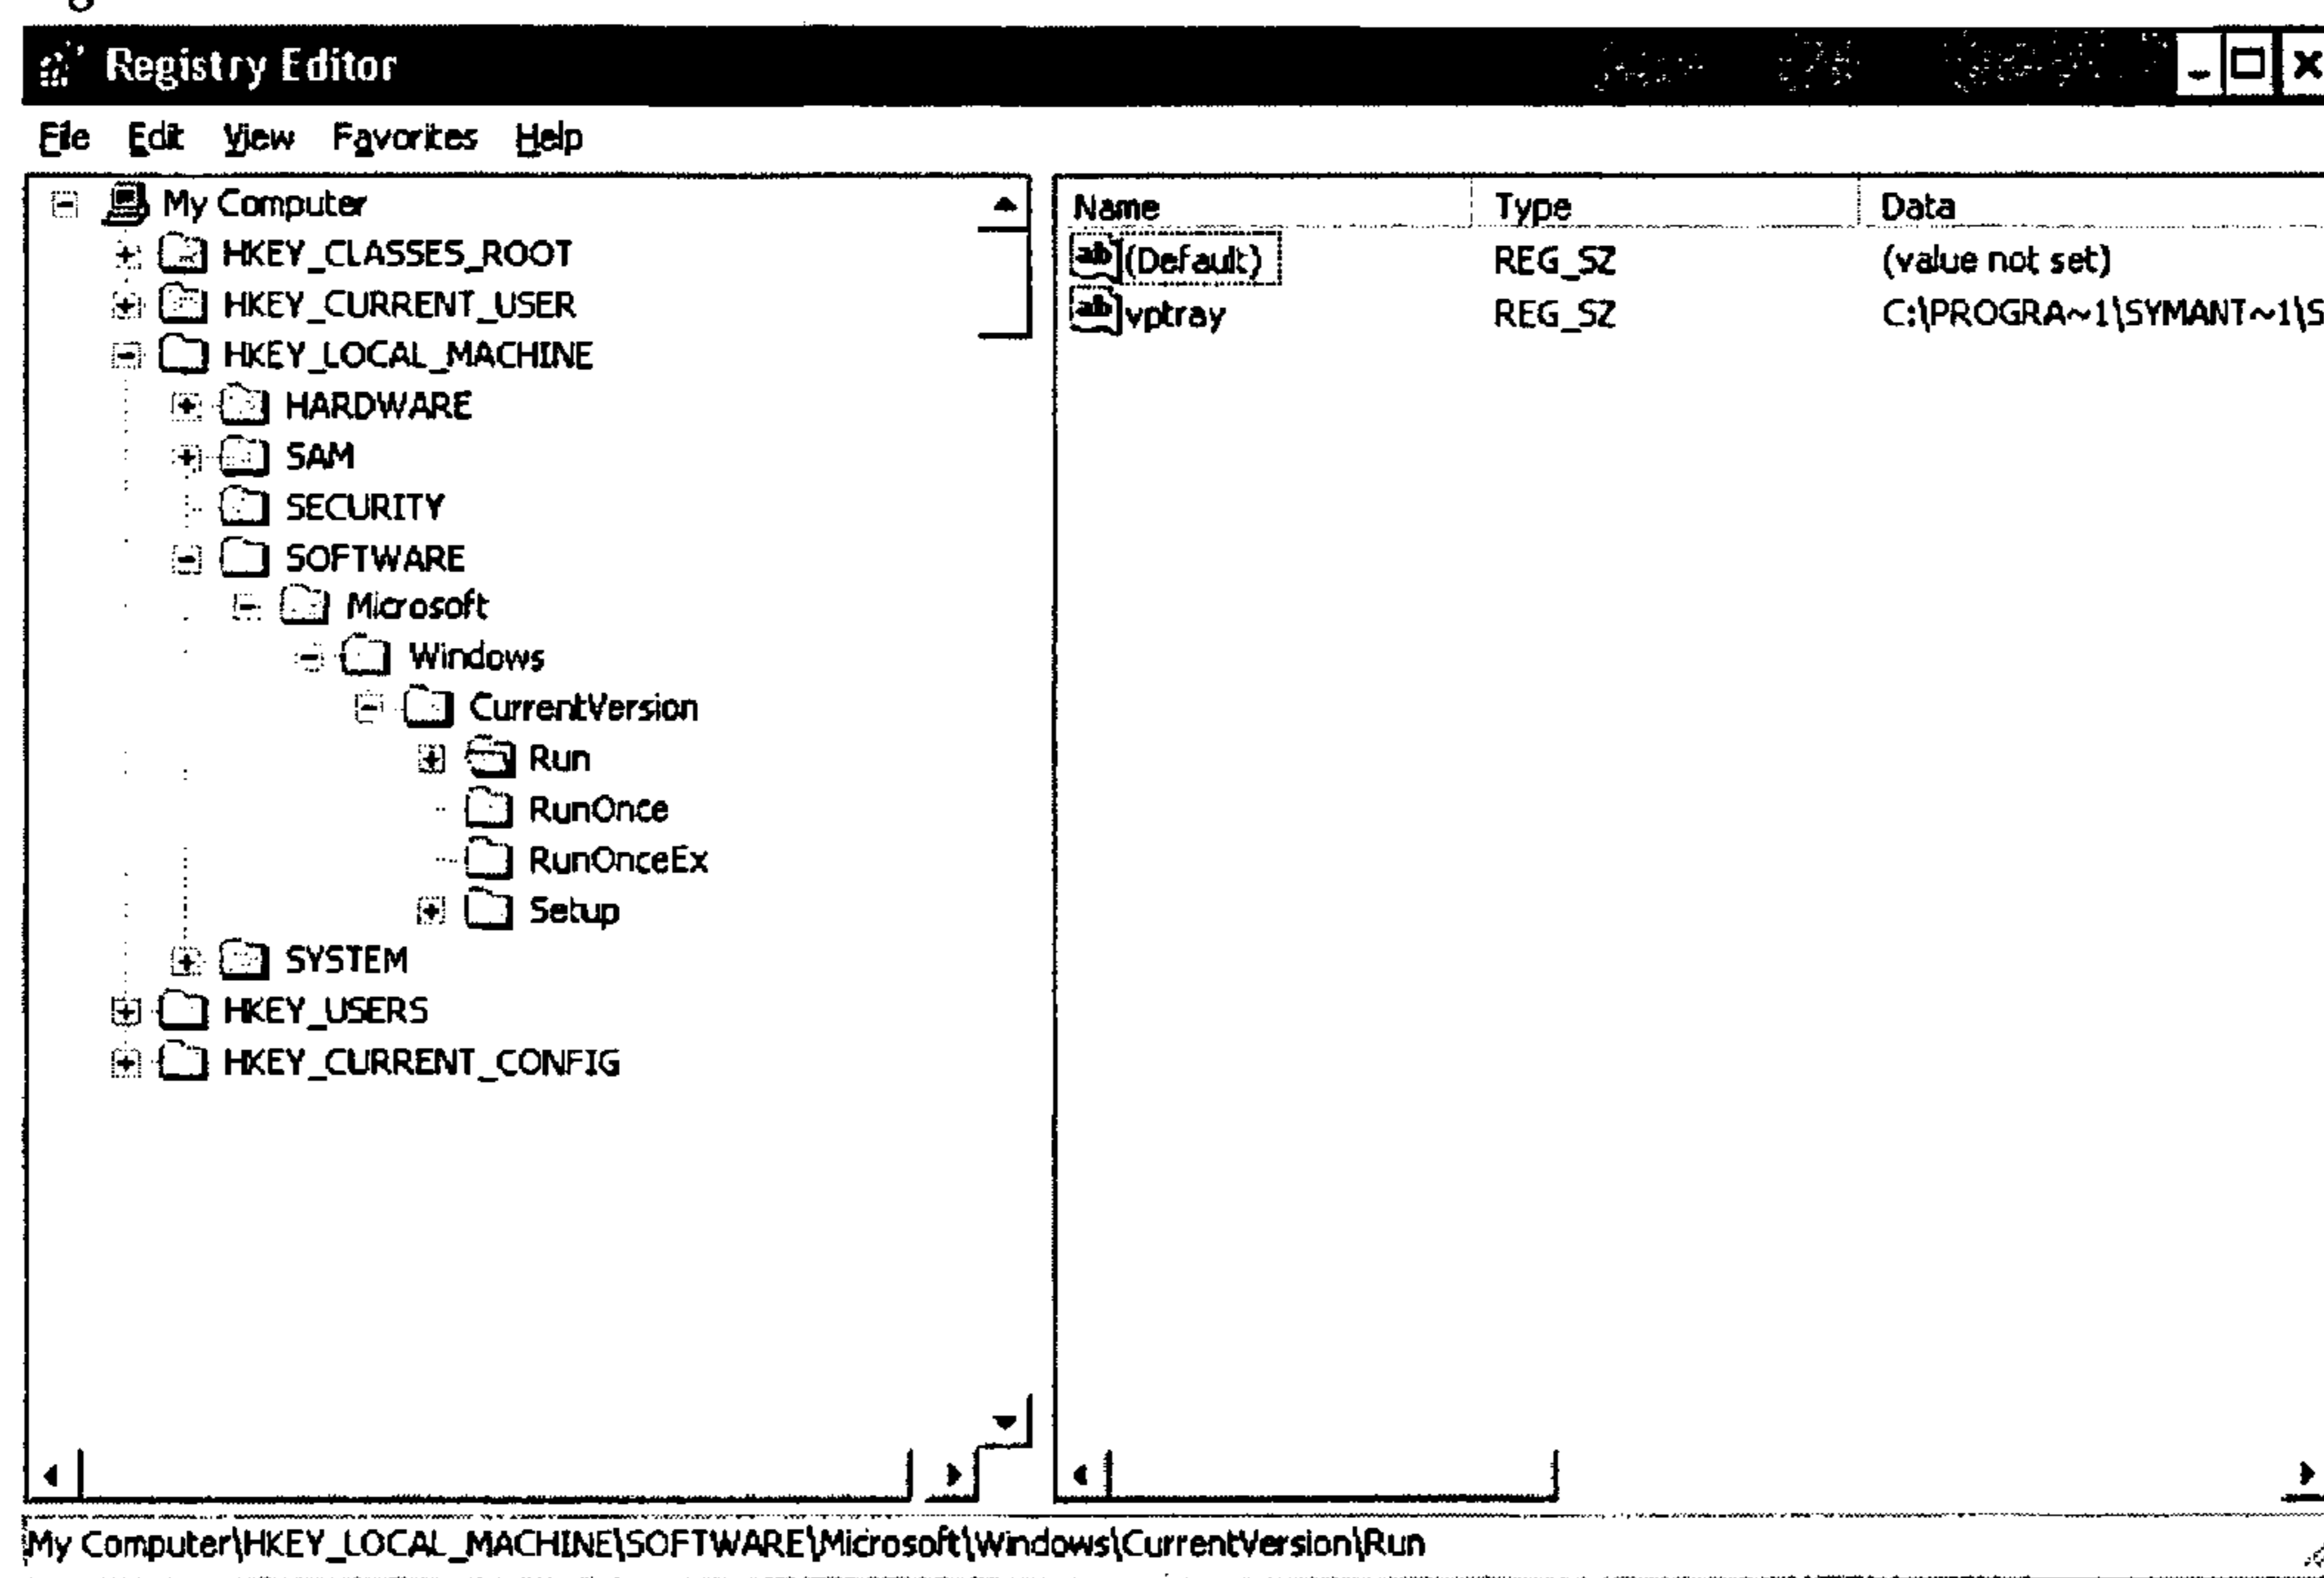 Registry Editor
File Edit View Favorites Help
My Computer
HKEY_CLASSES_ROOT
HKEY_CURRENT_USER
HKEY_LOCAL_MACHINE
HARDWARE
SAM
SECURITY
SOFTWARE
Microsoft
Windows
CurrentVersion
Run
RunOnce
RunOnceEx
Setup
SYSTEM
HKEY_USERS
HKEY_CURRENT_CONFIG
Name Type Data
ab (Default) REG_SZ (value not set)
ab vptray REG_SZ C:\PROGRA~1\SYMANT~1\S
My Computer\HKEY_LOCAL_MACHINE\SOFTWARE\Microsoft\Windows\CurrentVersion\Run